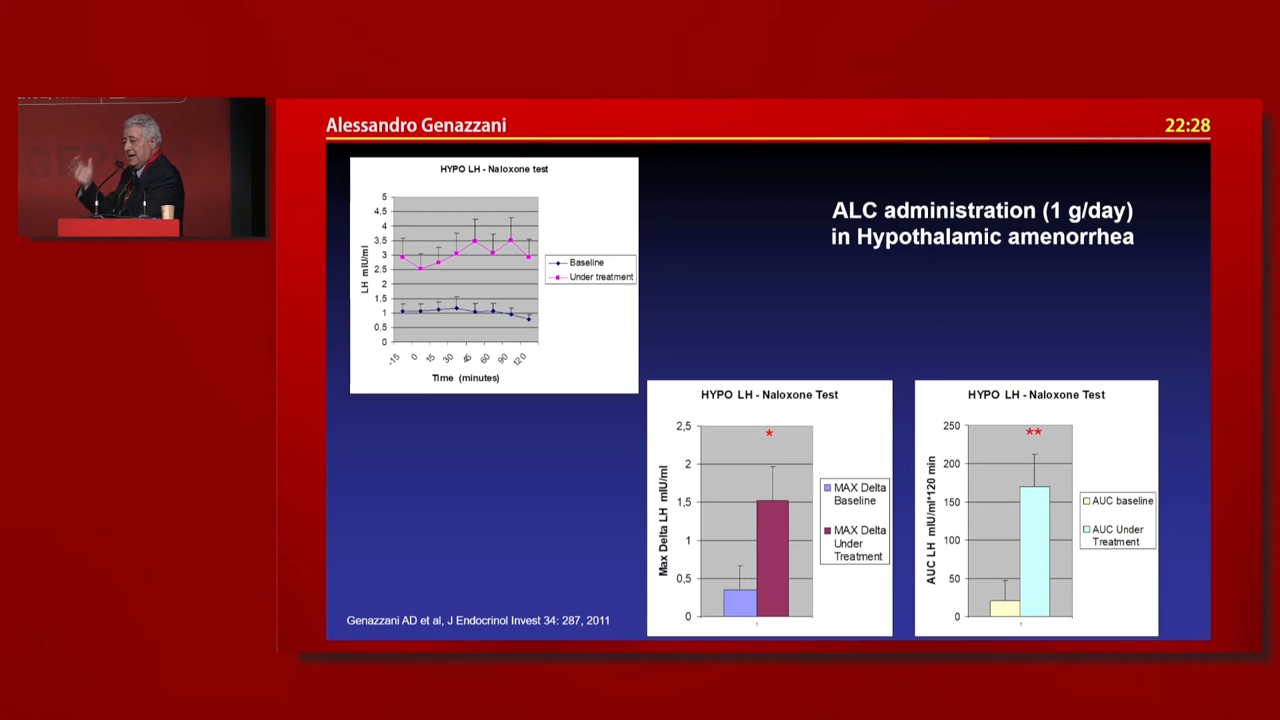 Alessandro Genazzani
22:28
HYPO LH - Naloxone test
5
4.5
4
3.5
3
2.5
2
1,5
1
0,5
0
LH mIU/ml
-15
0
15
30
45
60
90
120
Time (minutes)
Baseline
Under treatment
ALC administration (1 g/day)
in Hypothalamic amenorrhea
HYPO LH - Naloxone Test
2,5
2
1,5
1
0,5
0
Max Delta LH mIU/ml
MAX Delta
Baseline
MAX Delta
Under
Treatment
*
HYPO LH - Naloxone Test
250
200
150
100
50
0
AUC LH mIU/ml*120 min
AUC baseline
AUC Under
Treatment
**
Genazzani AD et al, J Endocrinol Invest 34: 287, 2011